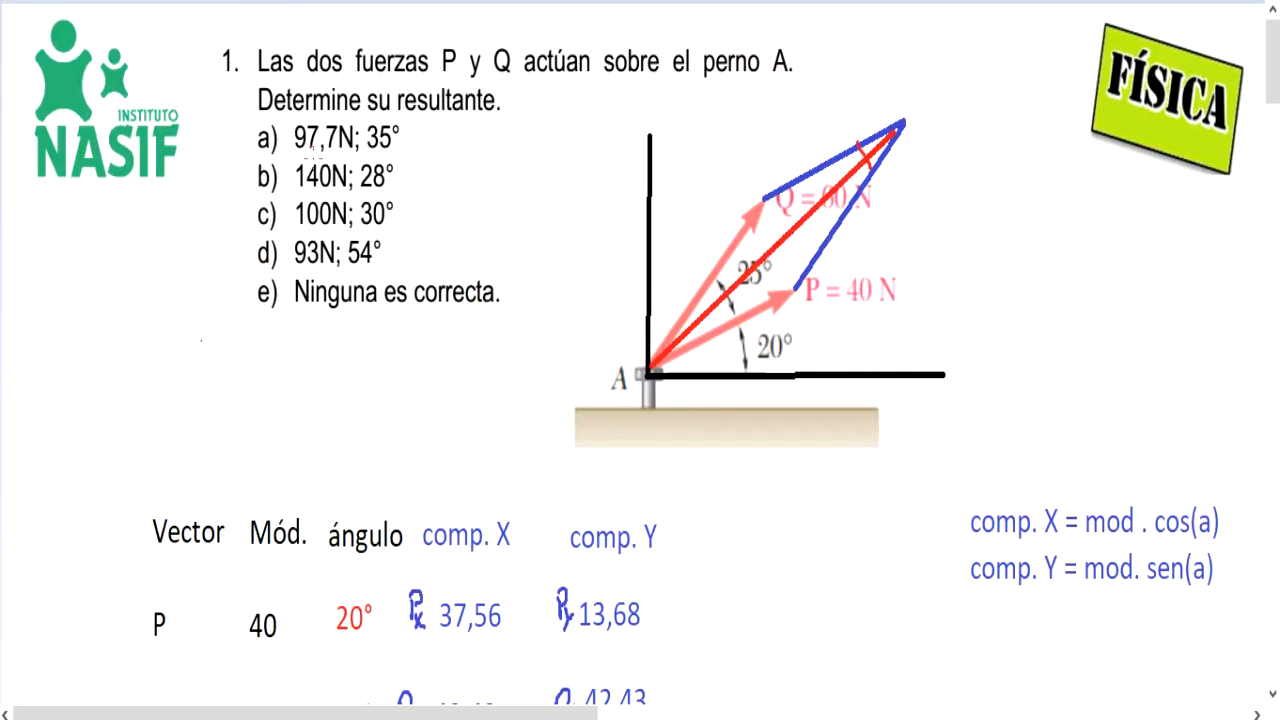 INSTITUTO
NASIF
FÍSICA
1. Las dos fuerzas P y Q actúan sobre el perno A.
Determine su resultante.
a) 97,7N; 35°
b) 140N; 28°
c) 100N; 30°
d) 93N; 54°
e) Ninguna es correcta.
Q = 60 N
25°
P = 40 N
20°
A
comp. X = mod . cos(a)
comp. Y = mod. sen(a)
Vector Mód. ángulo comp. X comp. Y
P 40 20° Px 37,56 Py 13,68
42,43